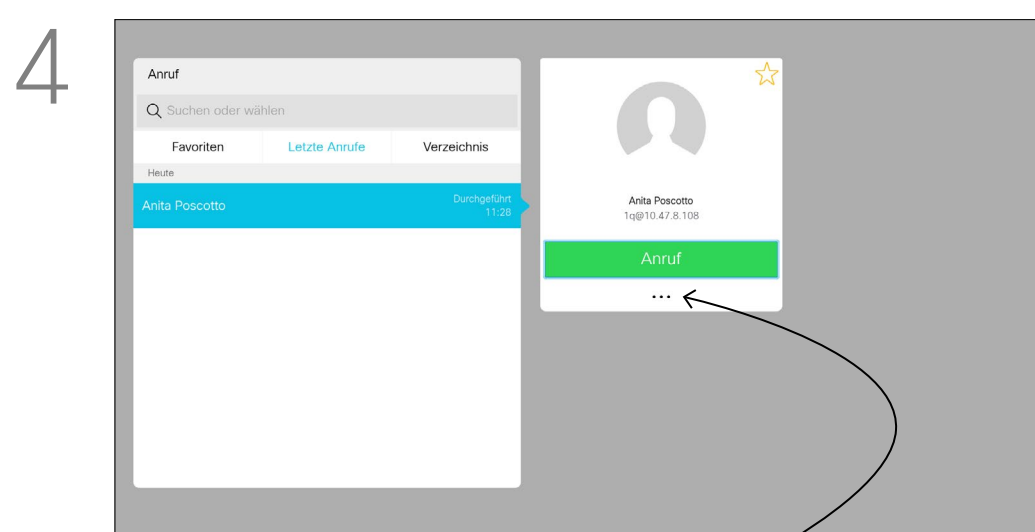 4
Anruf
Suchen oder wählen
Favoriten Letzte Anrufe Verzeichnis
Heute
Anita Poscotto Durchgeführt
11:28
Anita Poscotto
1q@10.47.8.108
Anruf
...